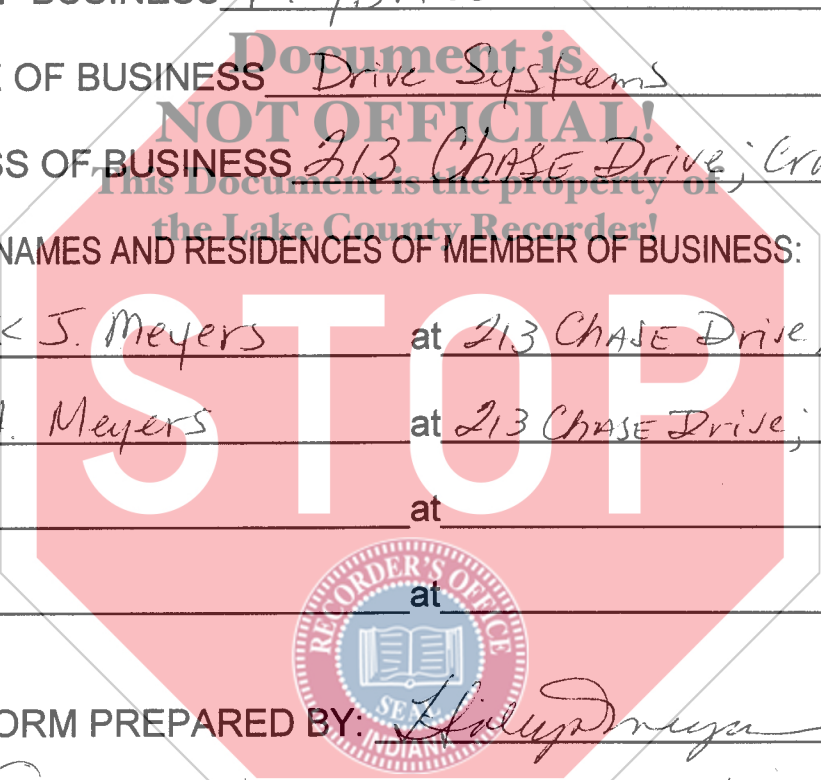 BUSINESS
Document is
OF BUSINESS Drive Systems
NOT OFFICIAL!
SS OF BUSINESS 213 ChASE Drive; Cr
This Document is the property of
the Lake County Recorder!
NAMES AND RESIDENCES OF MEMBER OF BUSINESS:
J. Meyers at 213 ChASE Drive,
Meyers at 213 ChASE Drive;
STOP
at
at
RECORDER'S OFFICE
SEAL
INDIANA
ORM PREPARED BY: